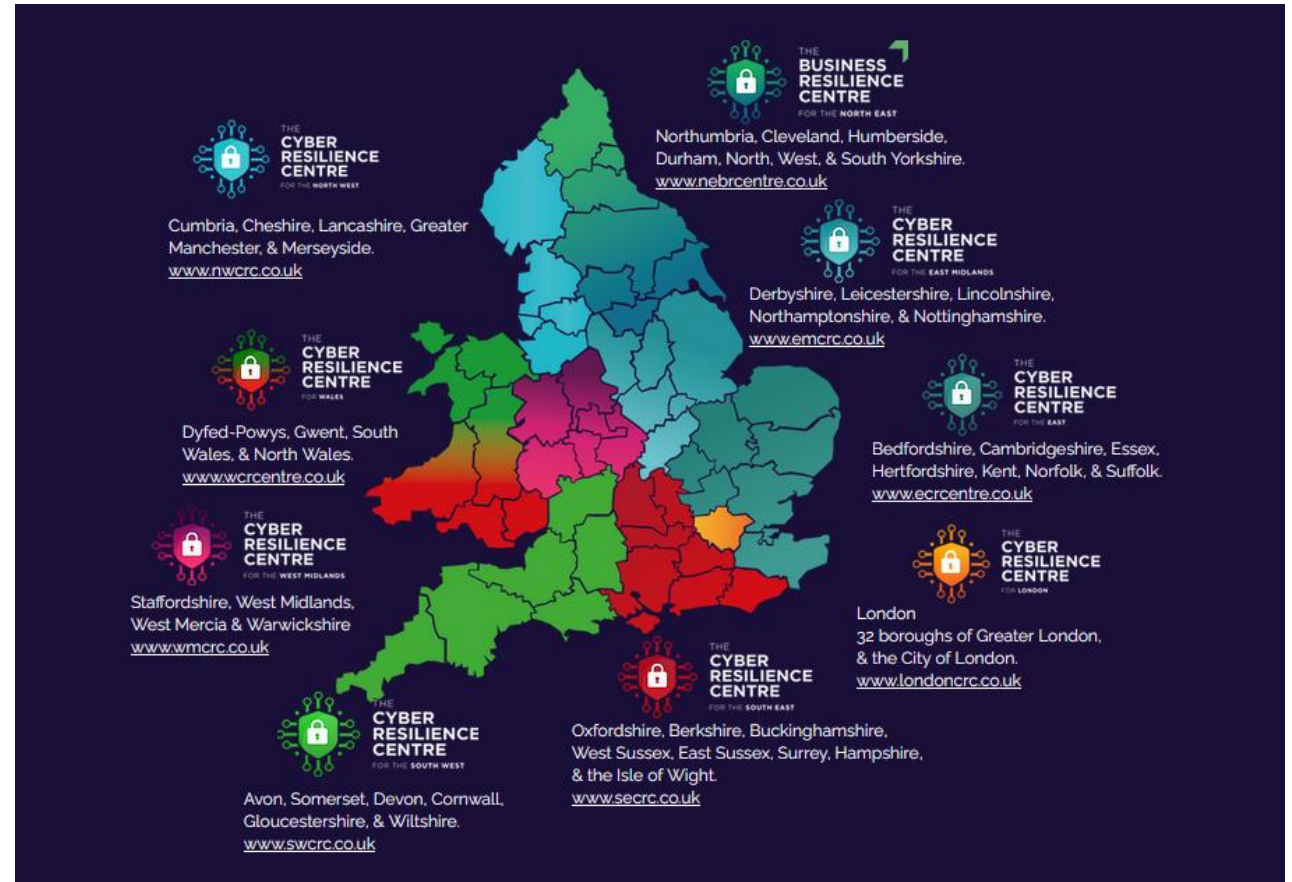 THE
BUSINESS
RESILIENCE
CENTRE
FOR THE NORTH EAST
Northumbria, Cleveland, Humberside,
Durham, North, West, & South Yorkshire.
www.nebrcentre.co.uk
THE
CYBER
RESILIENCE
CENTRE
FOR THE NORTH WEST
Cumbria, Cheshire, Lancashire, Greater
Manchester, & Merseyside.
www.nwcrc.co.uk
THE
CYBER
RESILIENCE
CENTRE
FOR THE EAST MIDLANDS
Derbyshire, Leicestershire, Lincolnshire,
Northamptonshire, & Nottinghamshire.
www.emcrc.co.uk
THE
CYBER
RESILIENCE
CENTRE
FOR WALES
Dyfed-Powys, Gwent, South
Wales, & North Wales.
www.wcrcentre.co.uk
THE
CYBER
RESILIENCE
CENTRE
FOR THE EAST
Bedfordshire, Cambridgeshire, Essex,
Hertfordshire, Kent, Norfolk, & Suffolk.
www.ecrcentre.co.uk
THE
CYBER
RESILIENCE
CENTRE
FOR THE WEST MIDLANDS
Staffordshire, West Midlands,
West Mercia & Warwickshire
www.wmcrc.co.uk
THE
CYBER
RESILIENCE
CENTRE
FOR LONDON
London
32 boroughs of Greater London,
& the City of London.
www.londoncrc.co.uk
THE
CYBER
RESILIENCE
CENTRE
FOR THE SOUTH EAST
Oxfordshire, Berkshire, Buckinghamshire,
West Sussex, East Sussex, Surrey, Hampshire,
& the Isle of Wight.
www.secrc.co.uk
THE
CYBER
RESILIENCE
CENTRE
FOR THE SOUTH WEST
Avon, Somerset, Devon, Cornwall,
Gloucestershire, & Wiltshire.
www.swcrc.co.uk